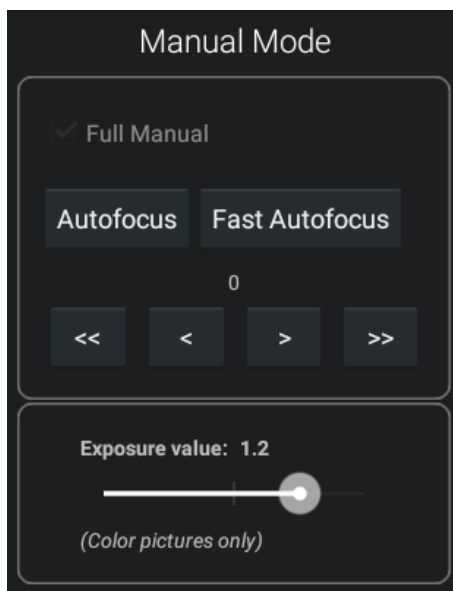 Manual Mode
Full Manual
Autofocus Fast Autofocus
0
<< < > >>
Exposure value: 1.2
(Color pictures only)